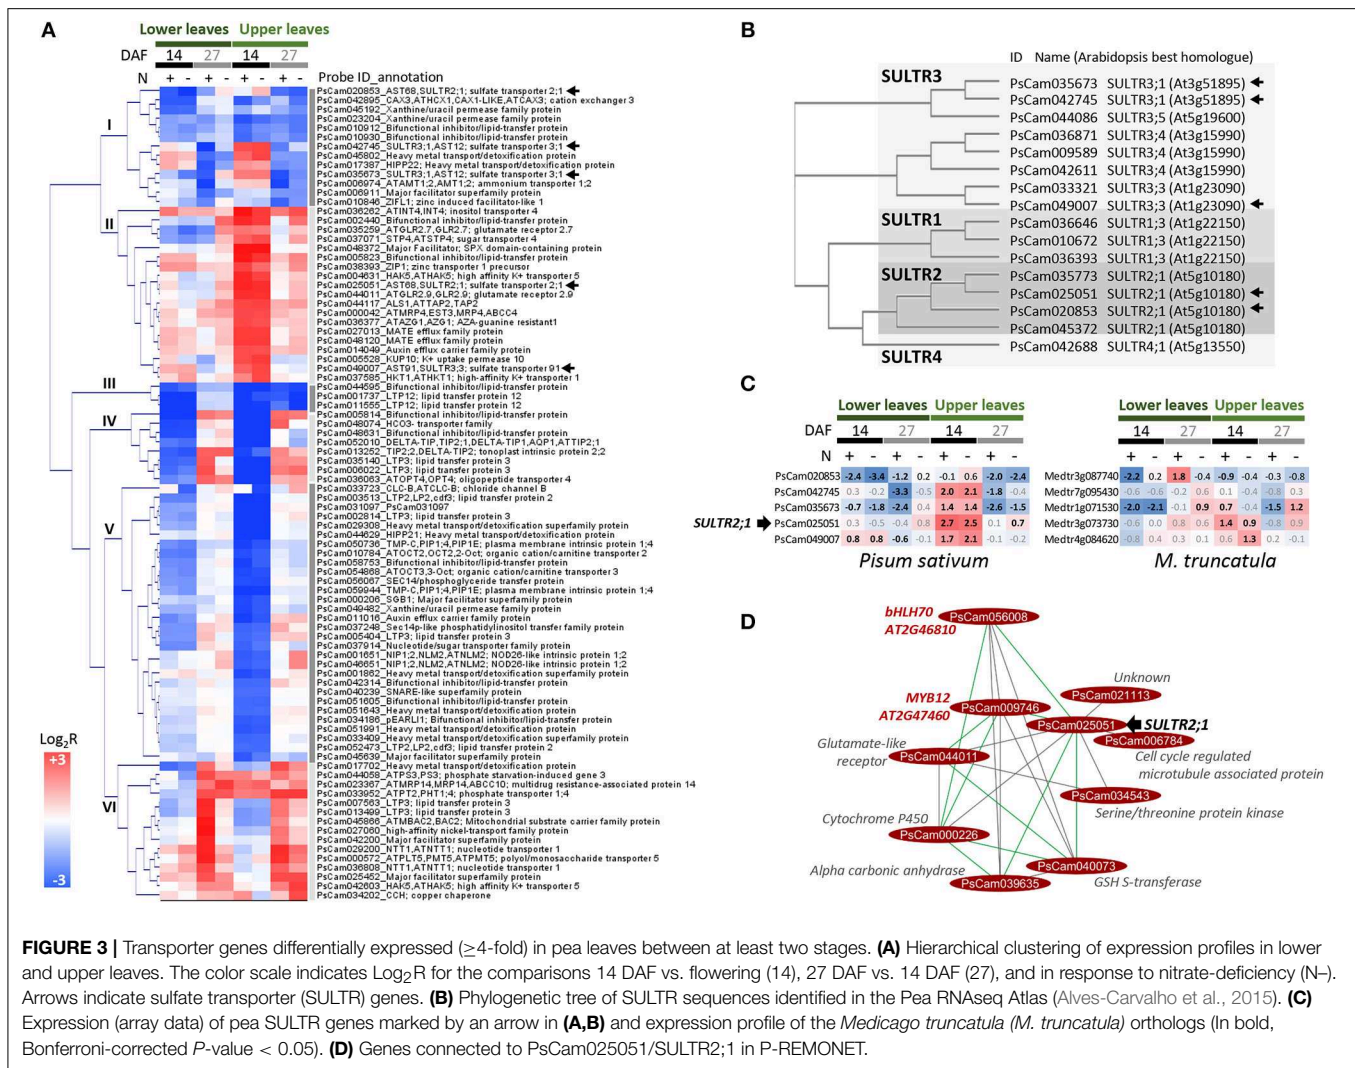 A
Lower leaves Upper leaves
DAF 14 27 14 27
N + - + - + - + - Probe ID_annotation
I
II
III
IV
V
VI
PsCam020853_AST68,SULTR2;1; sulfate transporter 2;1
PsCam042895_CAX3,ATHCX1,CAX1-LIKE,ATCAX3; cation exchanger 3
PsCam045192_Xanthine/uracil permease family protein
PsCam023204_Xanthine/uracil permease family protein
PsCam010912_Bifunctional inhibitor/lipid-transfer protein
PsCam010930_Bifunctional inhibitor/lipid-transfer protein
PsCam042745_SULTR3;1,AST12; sulfate transporter 3;1
PsCam045802_Heavy metal transport/detoxification protein
PsCam017387_HIPP22; Heavy metal transport/detoxification protein
PsCam035673_SULTR3;1,AST12; sulfate transporter 3;1
PsCam006974_ATAMT1;2,AMT1;2; ammonium transporter 1;2
PsCam006911_Major facilitator superfamily protein
PsCam010846_ZIFL1; zinc induced facilitator-like 1
PsCam036262_ATINT4,INT4; inositol transporter 4
PsCam002440_Bifunctional inhibitor/lipid-transfer protein
PsCam035259_ATGLR2.7,GLR2.7; glutamate receptor 2.7
PsCam037071_STP4,ATSTP4; sugar transporter 4
PsCam048372_Major Facilitator; SPX domain-containing protein
PsCam005823_Bifunctional inhibitor/lipid-transfer protein
PsCam038393_ZIP1; zinc transporter 1 precursor
PsCam004631_HAK5,ATHAK5; high affinity K+ transporter 5
PsCam025051_AST68,SULTR2;1; sulfate transporter 2;1
PsCam044011_ATGLR2.9,GLR2.9; glutamate receptor 2.9
PsCam044117_ALS1,ATTAP2,TAP2
PsCam000042_ATMRP4,EST3,MRP4,ABCC4
PsCam036377_ATAZG1,AZG1; AZA-guanine resistant1
PsCam027013_MATE efflux family protein
PsCam048120_MATE efflux family protein
PsCam014049_Auxin efflux carrier family protein
PsCam005528_KUP10; K+ uptake permease 10
PsCam049007_AST91,SULTR3;3; sulfate transporter 91
PsCam037585_HKT1,ATHKT1; high-affinity K+ transporter 1
PsCam044595_Bifunctional inhibitor/lipid-transfer protein
PsCam001737_LTP12; lipid transfer protein 12
PsCam011555_LTP12; lipid transfer protein 12
PsCam005814_Bifunctional inhibitor/lipid-transfer protein
PsCam048074_HCO3- transporter family
PsCam048631_Bifunctional inhibitor/lipid-transfer protein
PsCam052010_DELTA-TIP,TIP2;1,DELTA-TIP1,AQP1,ATTIP2;1
PsCam013252_TIP2;2,DELTA-TIP2; tonoplast intrinsic protein 2;2
PsCam035140_LTP3; lipid transfer protein 3
PsCam006022_LTP3; lipid transfer protein 3
PsCam036063_ATOPT4,OPT4; oligopeptide transporter 4
PsCam033723_CLC-B,ATCLC-B; chloride channel B
PsCam003513_LTP2,LP2,cdf3; lipid transfer protein 2
PsCam031097_PsCam031097
PsCam002814_LTP3; lipid transfer protein 3
PsCam029308_Heavy metal transport/detoxification superfamily protein
PsCam044629_HIPP21; Heavy metal transport/detoxification protein
PsCam050736_TMP-C,PIP1;4,PIP1E; plasma membrane intrinsic protein 1;4
PsCam010784_ATOCT2,OCT2,2-Oct; organic cation/carnitine transporter 2
PsCam058753_Bifunctional inhibitor/lipid-transfer protein
PsCam054868_ATOCT3,3-Oct; organic cation/carnitine transporter 3
PsCam056067_SEC14/phosphoglyceride transfer protein
PsCam059944_TMP-C,PIP1;4,PIP1E; plasma membrane intrinsic protein 1;4
PsCam000206_SGB1; Major facilitator superfamily protein
PsCam049482_Xanthine/uracil permease family protein
PsCam011016_Auxin efflux carrier family protein
PsCam037248_Sec14p-like phosphatidylinositol transfer family protein
PsCam005404_LTP3; lipid transfer protein 3
PsCam037914_Nucleotide/sugar transporter family protein
PsCam001651_NIP1;2,NLM2,ATNLM2; NOD26-like intrinsic protein 1;2
PsCam046651_NIP1;2,NLM2,ATNLM2; NOD26-like intrinsic protein 1;2
PsCam001862_Heavy metal transport/detoxification superfamily protein
PsCam042314_Bifunctional inhibitor/lipid-transfer protein
PsCam040239_SNARE-like superfamily protein
PsCam051605_Bifunctional inhibitor/lipid-transfer protein
PsCam051643_Heavy metal transport/detoxification protein
PsCam034186_pEARLI1; Bifunctional inhibitor/lipid-transfer protein
PsCam051991_Heavy metal transport/detoxification protein
PsCam033409_Heavy metal transport/detoxification superfamily protein
PsCam052473_LTP2,LP2,cdf3; lipid transfer protein 2
PsCam045639_Major facilitator superfamily protein
PsCam017702_Heavy metal transport/detoxification protein
PsCam044058_ATPS3,PS3; phosphate starvation-induced gene 3
PsCam023367_ATMRP14,MRP14,ABCC10; multidrug resistance-associated protein 14
PsCam033952_ATPT2,PHT1;4; phosphate transporter 1;4
PsCam007563_LTP3; lipid transfer protein 3
PsCam013499_LTP3; lipid transfer protein 3
PsCam045866_ATMBAC2,BAC2; Mitochondrial substrate carrier family protein
PsCam027060_high-affinity nickel-transport family protein
PsCam042200_Major facilitator superfamily protein
PsCam029200_NTT1,ATNTT1; nucleotide transporter 1
PsCam000572_ATPLT5,PMT5,ATPMT5; polyol/monosaccharide transporter 5
PsCam036808_NTT1,ATNTT1; nucleotide transporter 1
PsCam025452_Major facilitator superfamily protein
PsCam042603_HAK5,ATHAK5; high affinity K+ transporter 5
PsCam034202_CCH; copper chaperone
Log2R
+3
-3
B
ID Name (Arabidopsis best homologue)
SULTR3
PsCam035673 SULTR3;1 (At3g51895)
PsCam042745 SULTR3;1 (At3g51895)
PsCam044086 SULTR3;5 (At5g19600)
PsCam036871 SULTR3;4 (At3g15990)
PsCam009589 SULTR3;4 (At3g15990)
PsCam042611 SULTR3;4 (At3g15990)
PsCam033321 SULTR3;3 (At1g23090)
PsCam049007 SULTR3;3 (At1g23090)
SULTR1
PsCam036646 SULTR1;3 (At1g22150)
PsCam010672 SULTR1;3 (At1g22150)
PsCam036393 SULTR1;3 (At1g22150)
SULTR2
PsCam035773 SULTR2;1 (At5g10180)
PsCam025051 SULTR2;1 (At5g10180)
PsCam020853 SULTR2;1 (At5g10180)
PsCam045372 SULTR2;1 (At5g10180)
SULTR4
PsCam042688 SULTR4;1 (At5g13550)
C
Lower leaves Upper leaves Lower leaves Upper leaves
DAF 14 27 14 27 DAF 14 27 14 27
N + - + - + - + - N + - + - + - + -
PsCam020853 -2.4 -3.4 -1.2 0.2 -0.1 0.6 -2.0 -2.4 Medtr3g087740 -2.2 0.2 1.8 -0.4 -0.9 -0.4 -0.3 -0.8
PsCam042745 0.3 -0.2 -3.3 -0.5 2.0 2.1 -1.8 -0.4 Medtr7g095430 -0.6 -0.1 -0.2 0.6 0.1 -0.4 -0.8 0.3
PsCam035673 -0.7 -1.8 -2.4 0.4 1.4 1.4 -2.6 -1.5 Medtr1g071530 -2.0 -2.1 -0.1 0.9 0.7 -0.4 -1.5 1.2
SULTR2;1 PsCam025051 0.3 -0.5 -0.4 0.8 2.7 2.5 0.1 0.7 Medtr3g073730 -0.6 0.0 0.8 0.6 1.4 0.9 -0.8 0.9
PsCam049007 0.8 0.8 -0.6 -0.1 1.7 2.1 -0.1 -0.2 Medtr4g084620 -0.8 -0.4 0.1 -0.1 0.6 1.3 -0.2 -0.1
Pisum sativum M. truncatula
D
bHLH70
AT2G46810
PsCam056008
Unknown
PsCam021113
MYB12
AT2G47460
PsCam009746
PsCam025051 SULTR2;1
PsCam006784
Cell cycle regulated
microtubule associated protein
Glutamate-like
receptor
PsCam044011
PsCam034543
Serine/threonine protein kinase
Cytochrome P450
PsCam000226
Alpha carbonic anhydrase
PsCam039635
PsCam040073
GSH S-transferase
FIGURE 3 | Transporter genes differentially expressed (≥4-fold) in pea leaves between at least two stages. (A) Hierarchical clustering of expression profiles in lower
and upper leaves. The color scale indicates Log2R for the comparisons 14 DAF vs. flowering (14), 27 DAF vs. 14 DAF (27), and in response to nitrate-deficiency (N–).
Arrows indicate sulfate transporter (SULTR) genes. (B) Phylogenetic tree of SULTR sequences identified in the Pea RNAseq Atlas (Alves-Carvalho et al., 2015). (C)
Expression (array data) of pea SULTR genes marked by an arrow in (A,B) and expression profile of the Medicago truncatula (M. truncatula) orthologs (In bold,
Bonferroni-corrected P-value < 0.05). (D) Genes connected to PsCam025051/SULTR2;1 in P-REMONET.